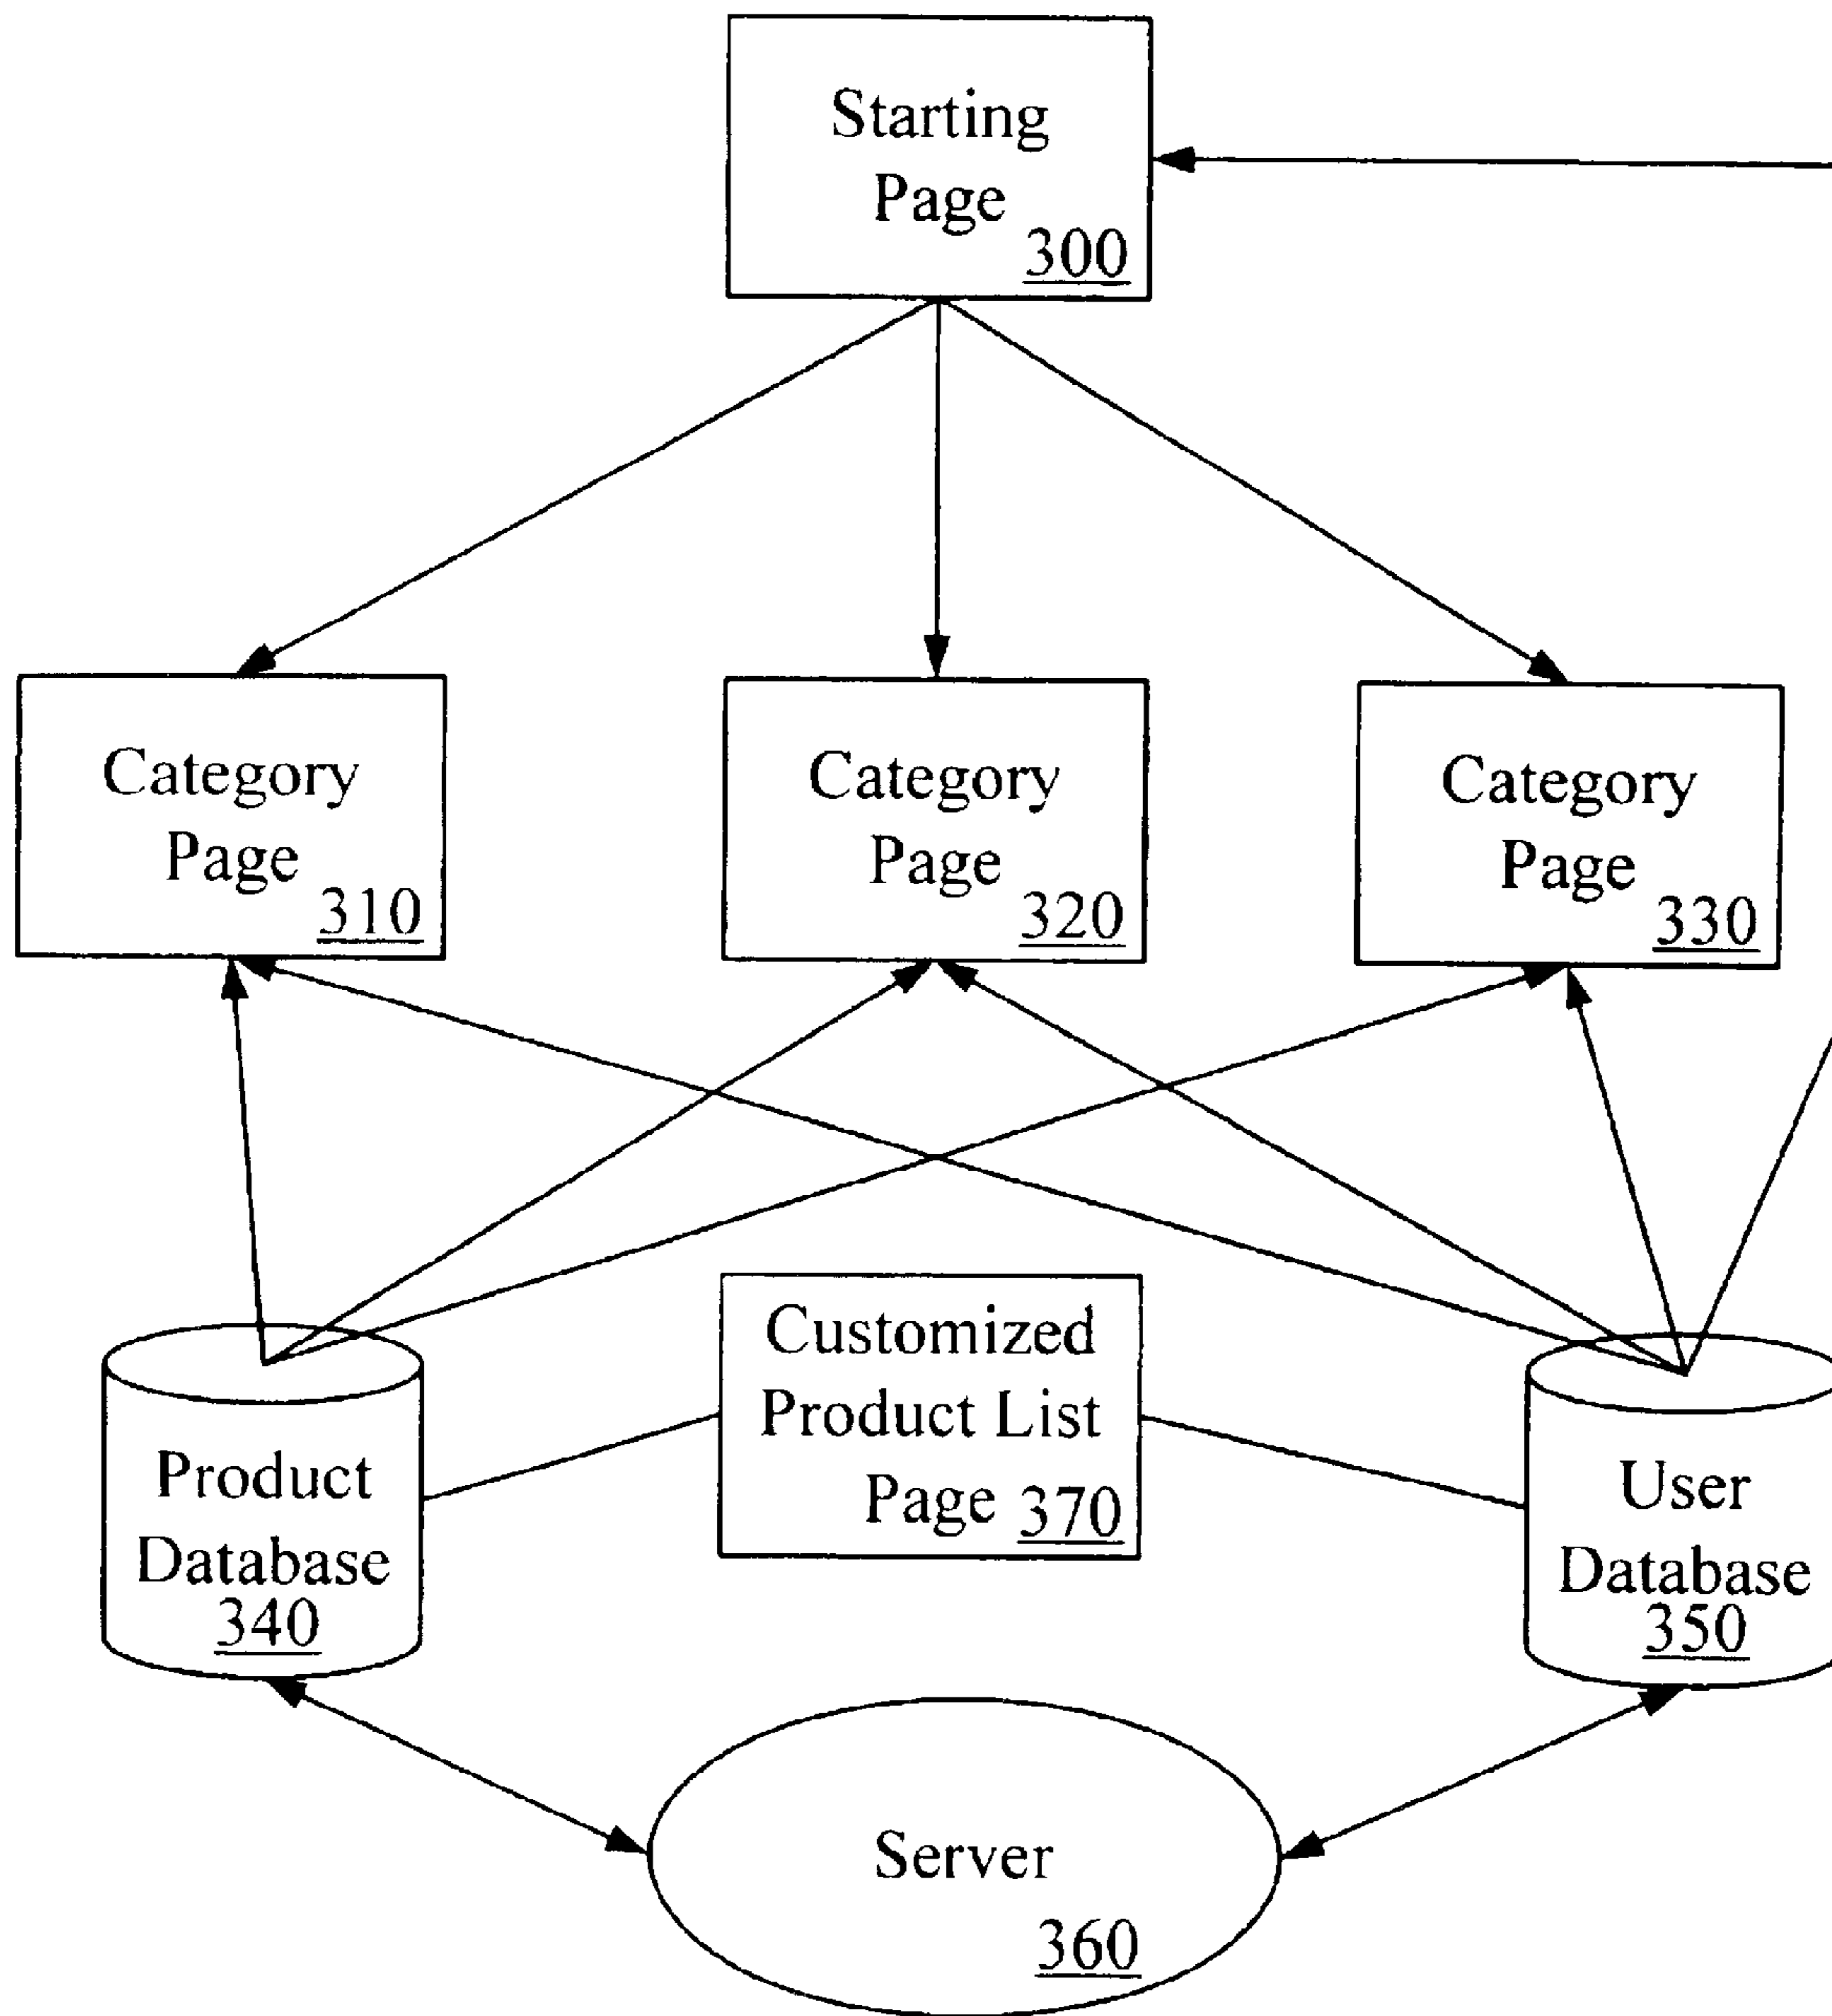 Starting
Page
300
Category
Page
310
Category
Page
320
Category
Page
330
Customized
Product List
Page 370
Product
Database
340
User
Database
350
Server
360